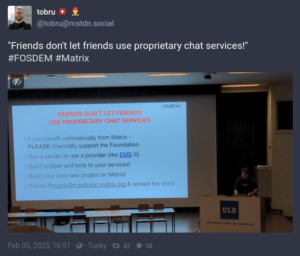 tobru
@tobru@mstdn.social
"Friends don't let friends use proprietary chat services!"
#FOSDEM #Matrix
[matrix]
FRIENDS DON'T LET FRIENDS
USE PROPRIETARY CHAT SERVICES
If you benefit commercially from Matrix -
PLEASE financially support the Foundation.
Run a server or use a provider (like EMS
Build bridges and bots to your services!
Build your own new project on Matrix!
Follow @matrix@mastodon.matrix.org & spread the word
ULB
Feb 05, 2023, 16:51 · Tusky 42 58